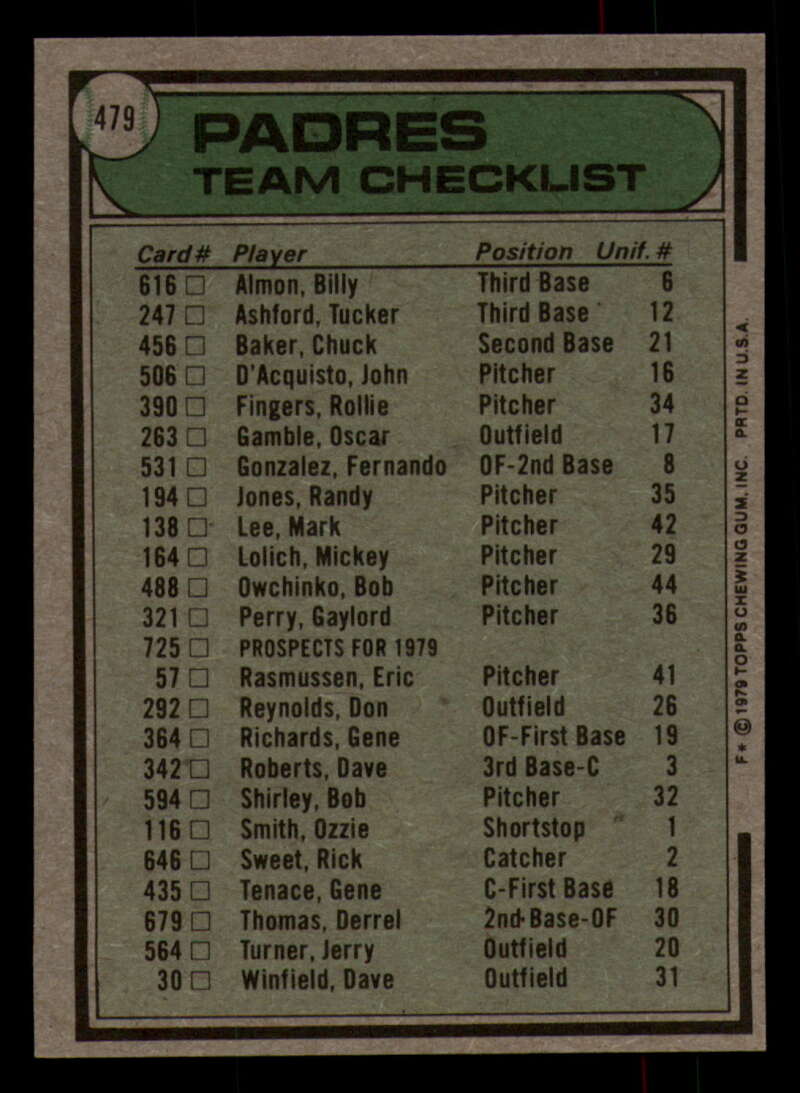 479
PADRES
TEAM CHECKLIST
Card# Player Position Unif. #
616 □ Almon, Billy Third Base 6
247 □ Ashford, Tucker Third Base 12
456 □ Baker, Chuck Second Base 21
506 □ D'Acquisto, John Pitcher 16
390 □ Fingers, Rollie Pitcher 34
263 □ Gamble, Oscar Outfield 17
531 □ Gonzalez, Fernando OF-2nd Base 8
194 □ Jones, Randy Pitcher 35
138 □ Lee, Mark Pitcher 42
164 □ Lolich, Mickey Pitcher 29
488 □ Owchinko, Bob Pitcher 44
321 □ Perry, Gaylord Pitcher 36
725 □ PROSPECTS FOR 1979
57 □ Rasmussen, Eric Pitcher 41
292 □ Reynolds, Don Outfield 26
364 □ Richards, Gene OF-First Base 19
342 □ Roberts, Dave 3rd Base-C 3
594 □ Shirley, Bob Pitcher 32
116 □ Smith, Ozzie Shortstop 1
646 □ Sweet, Rick Catcher 2
435 □ Tenace, Gene C-First Base 18
679 □ Thomas, Derrel 2nd-Base-OF 30
564 □ Turner, Jerry Outfield 20
30 □ Winfield, Dave Outfield 31
F* © 1979 TOPPS CHEWING GUM, INC. PRTD. IN U.S.A.